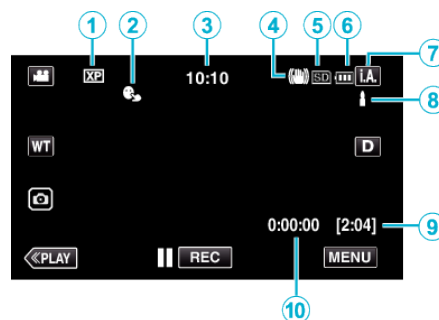 1 2 3 4 5 6 7
XP 10:10 SD i.A.
8
WT D
0:00:00 [2:04] 9
≪PLAY REC MENU
10